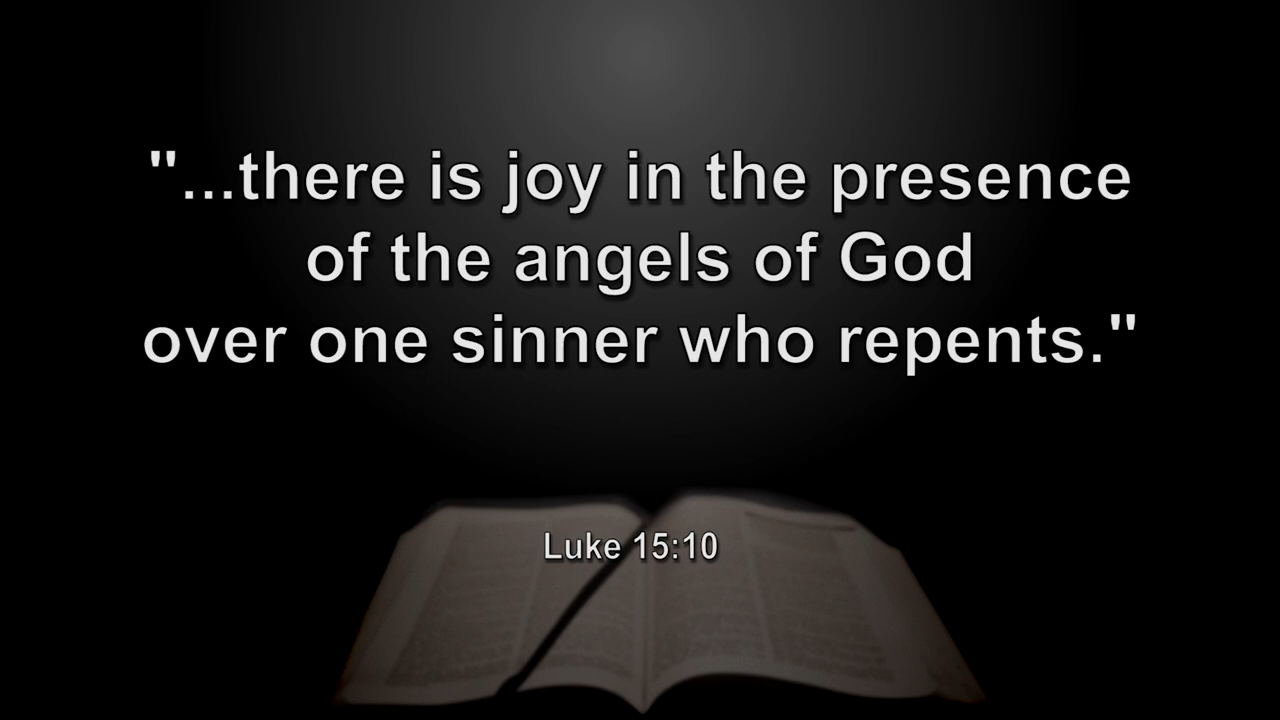 "...there is joy in the presence
of the angels of God
over one sinner who repents."
Luke 15:10